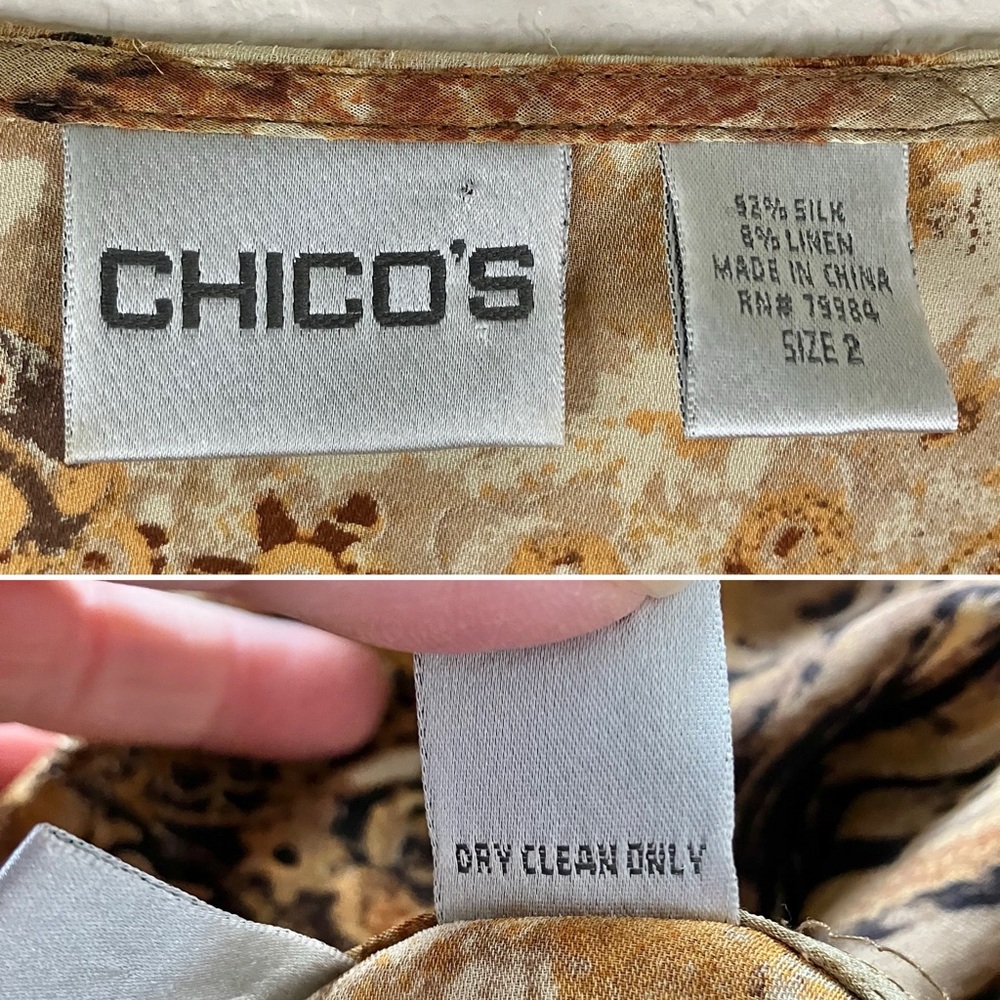 CHICO'S
92% SILK
8% LINEN
MADE IN CHINA
RN# 79984
SIZE 2
DRY CLEAN ONLY